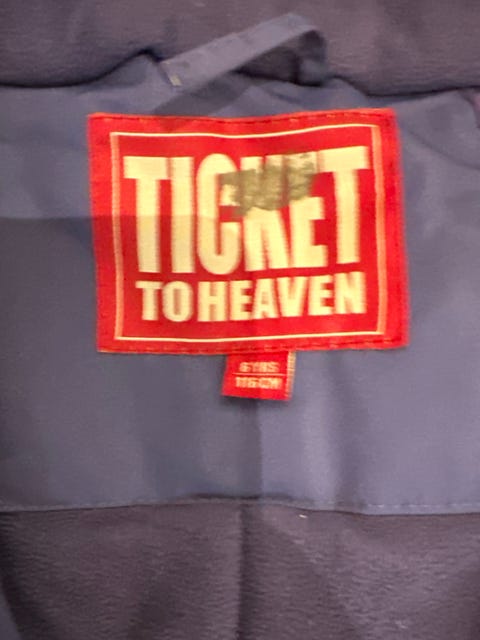 TICKET
TO HEAVEN
6YRS
116CM